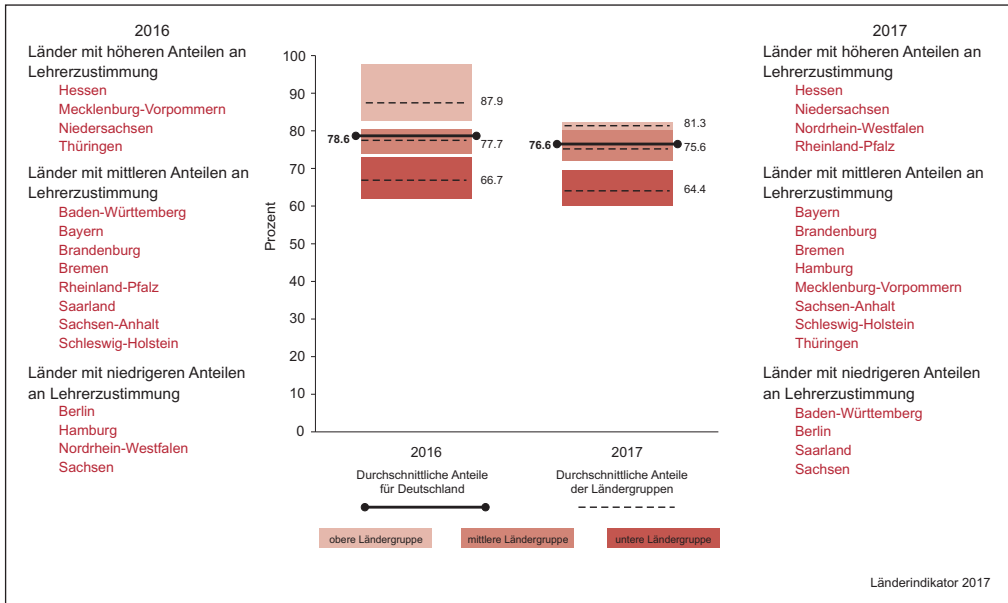 2016
Länder mit höheren Anteilen an
Lehrerzustimmung
Hessen
Mecklenburg-Vorpommern
Niedersachsen
Thüringen
Länder mit mittleren Anteilen an
Lehrerzustimmung
Baden-Württemberg
Bayern
Brandenburg
Bremen
Rheinland-Pfalz
Saarland
Sachsen-Anhalt
Schleswig-Holstein
Länder mit niedrigeren Anteilen
an Lehrerzustimmung
Berlin
Hamburg
Nordrhein-Westfalen
Sachsen
Prozent
100
90
80
70
60
50
40
30
20
10
0
78.6
87.9
77.7
66.7
76.6
81.3
75.6
64.4
2016
2017
Durchschnittliche Anteile
für Deutschland
Durchschnittliche Anteile
der Ländergruppen
obere Ländergruppe
mittlere Ländergruppe
untere Ländergruppe
2017
Länder mit höheren Anteilen an
Lehrerzustimmung
Hessen
Niedersachsen
Nordrhein-Westfalen
Rheinland-Pfalz
Länder mit mittleren Anteilen an
Lehrerzustimmung
Bayern
Brandenburg
Bremen
Hamburg
Mecklenburg-Vorpommern
Sachsen-Anhalt
Schleswig-Holstein
Thüringen
Länder mit niedrigeren Anteilen
an Lehrerzustimmung
Baden-Württemberg
Berlin
Saarland
Sachsen
Länderindikator 2017